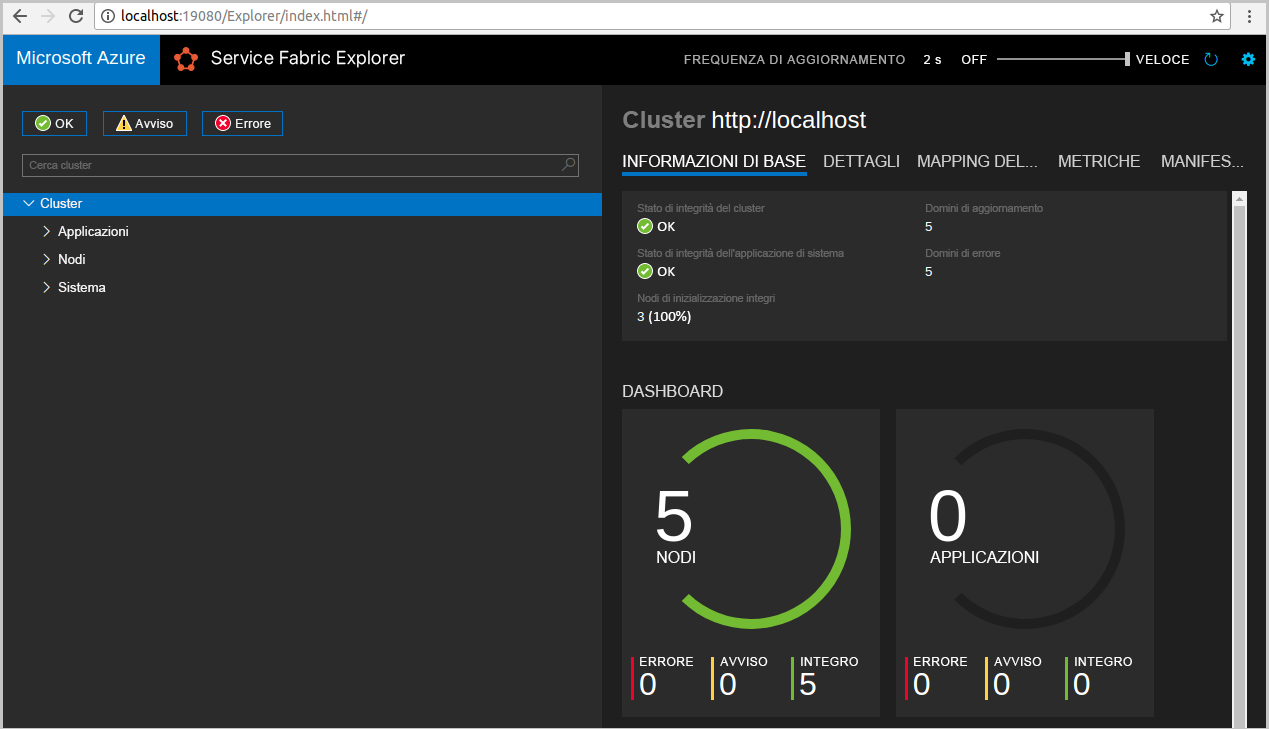 localhost:19080/Explorer/index.html#/
Microsoft Azure Service Fabric Explorer FREQUENZA DI AGGIORNAMENTO 2 s OFF VELOCE
OK Avviso Errore
Cerca cluster
Cluster
Applicazioni
Nodi
Sistema
Cluster http://localhost
INFORMAZIONI DI BASE DETTAGLI MAPPING DEL... METRICHE MANIFES...
Stato di integrità del cluster Domini di aggiornamento
OK 5
Stato di integrità dell'applicazione di sistema Domini di errore
OK 5
Nodi di inizializzazione integri
3 (100%)
DASHBOARD
5
NODI
ERRORE AVVISO INTEGRO
0 0 5
0
APPLICAZIONI
ERRORE AVVISO INTEGRO
0 0 0